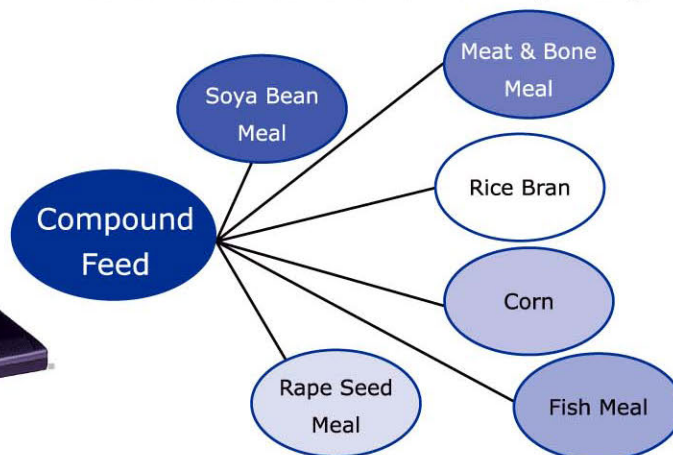 Meat & Bone
Meal
Soya Bean
Meal
Rice Bran
Compound
Feed
Corn
Rape Seed
Meal
Fish Meal